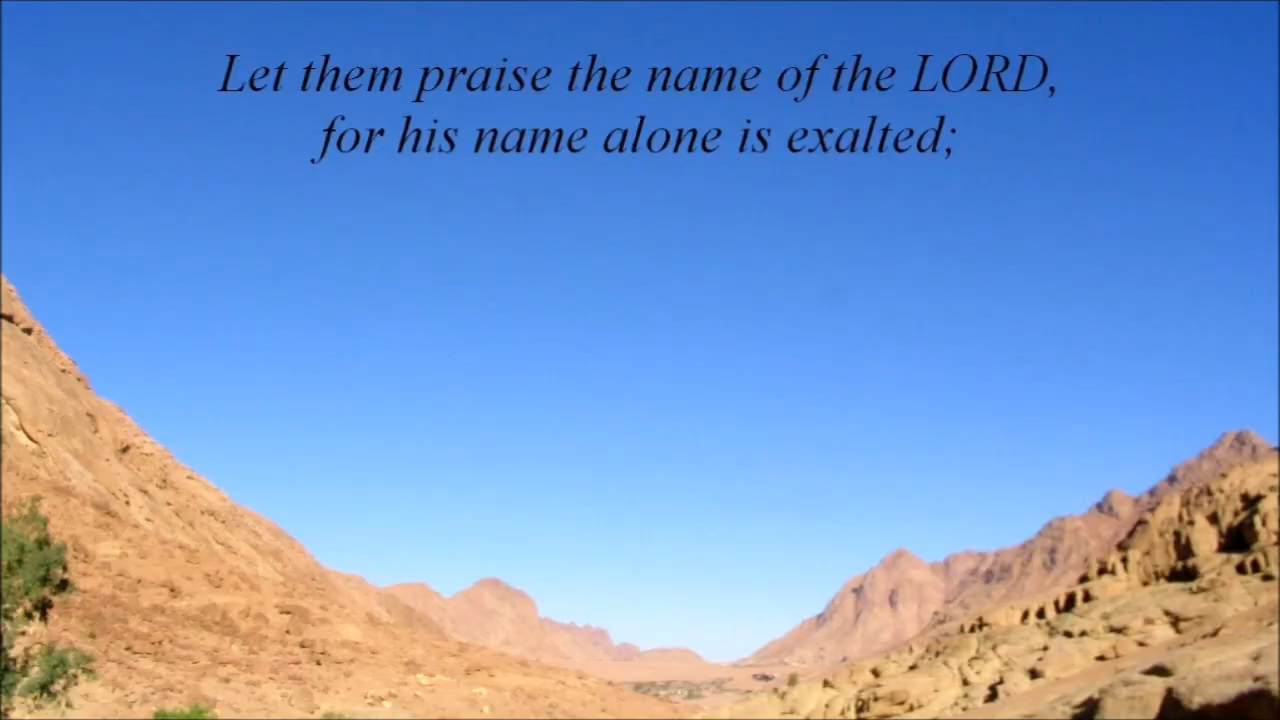 Let them praise the name of the LORD,
for his name alone is exalted;